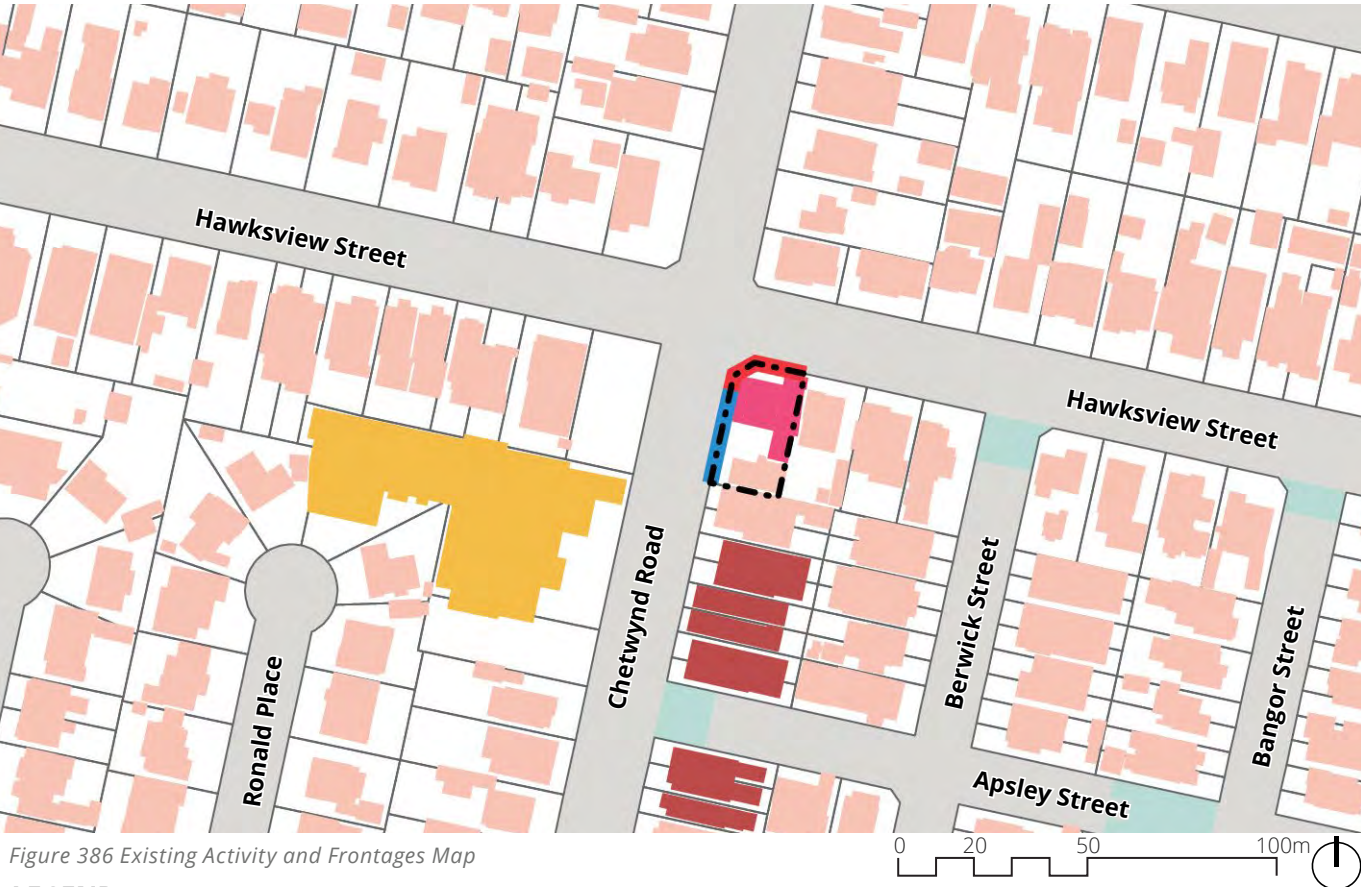 Hawksview Street
Hawksview Street
Chetwynd Road
Berwick Street
Bangor Street
Ronald Place
Apsley Street
Figure 386 Existing Activity and Frontages Map
0 20 50 100m